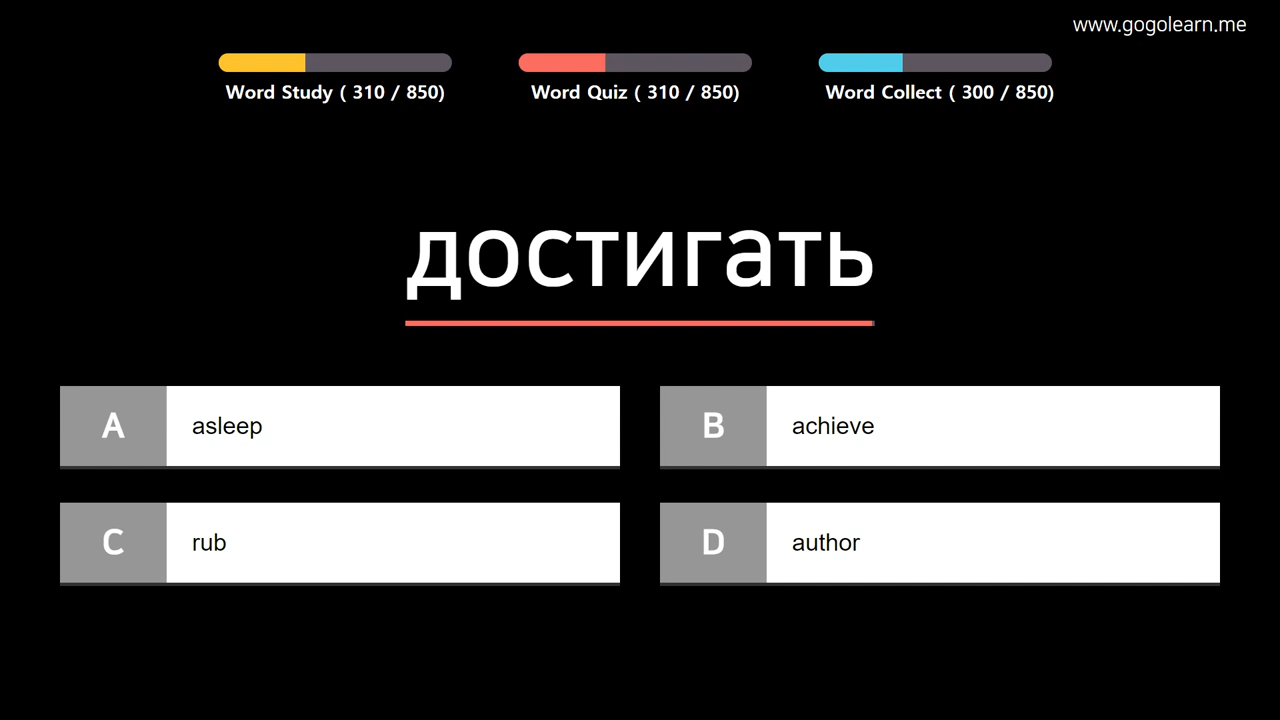 www.gogolearn.me
Word Study ( 310 / 850)
Word Quiz ( 310 / 850)
Word Collect ( 300 / 850)
достигать
A asleep
B achieve
C rub
D author